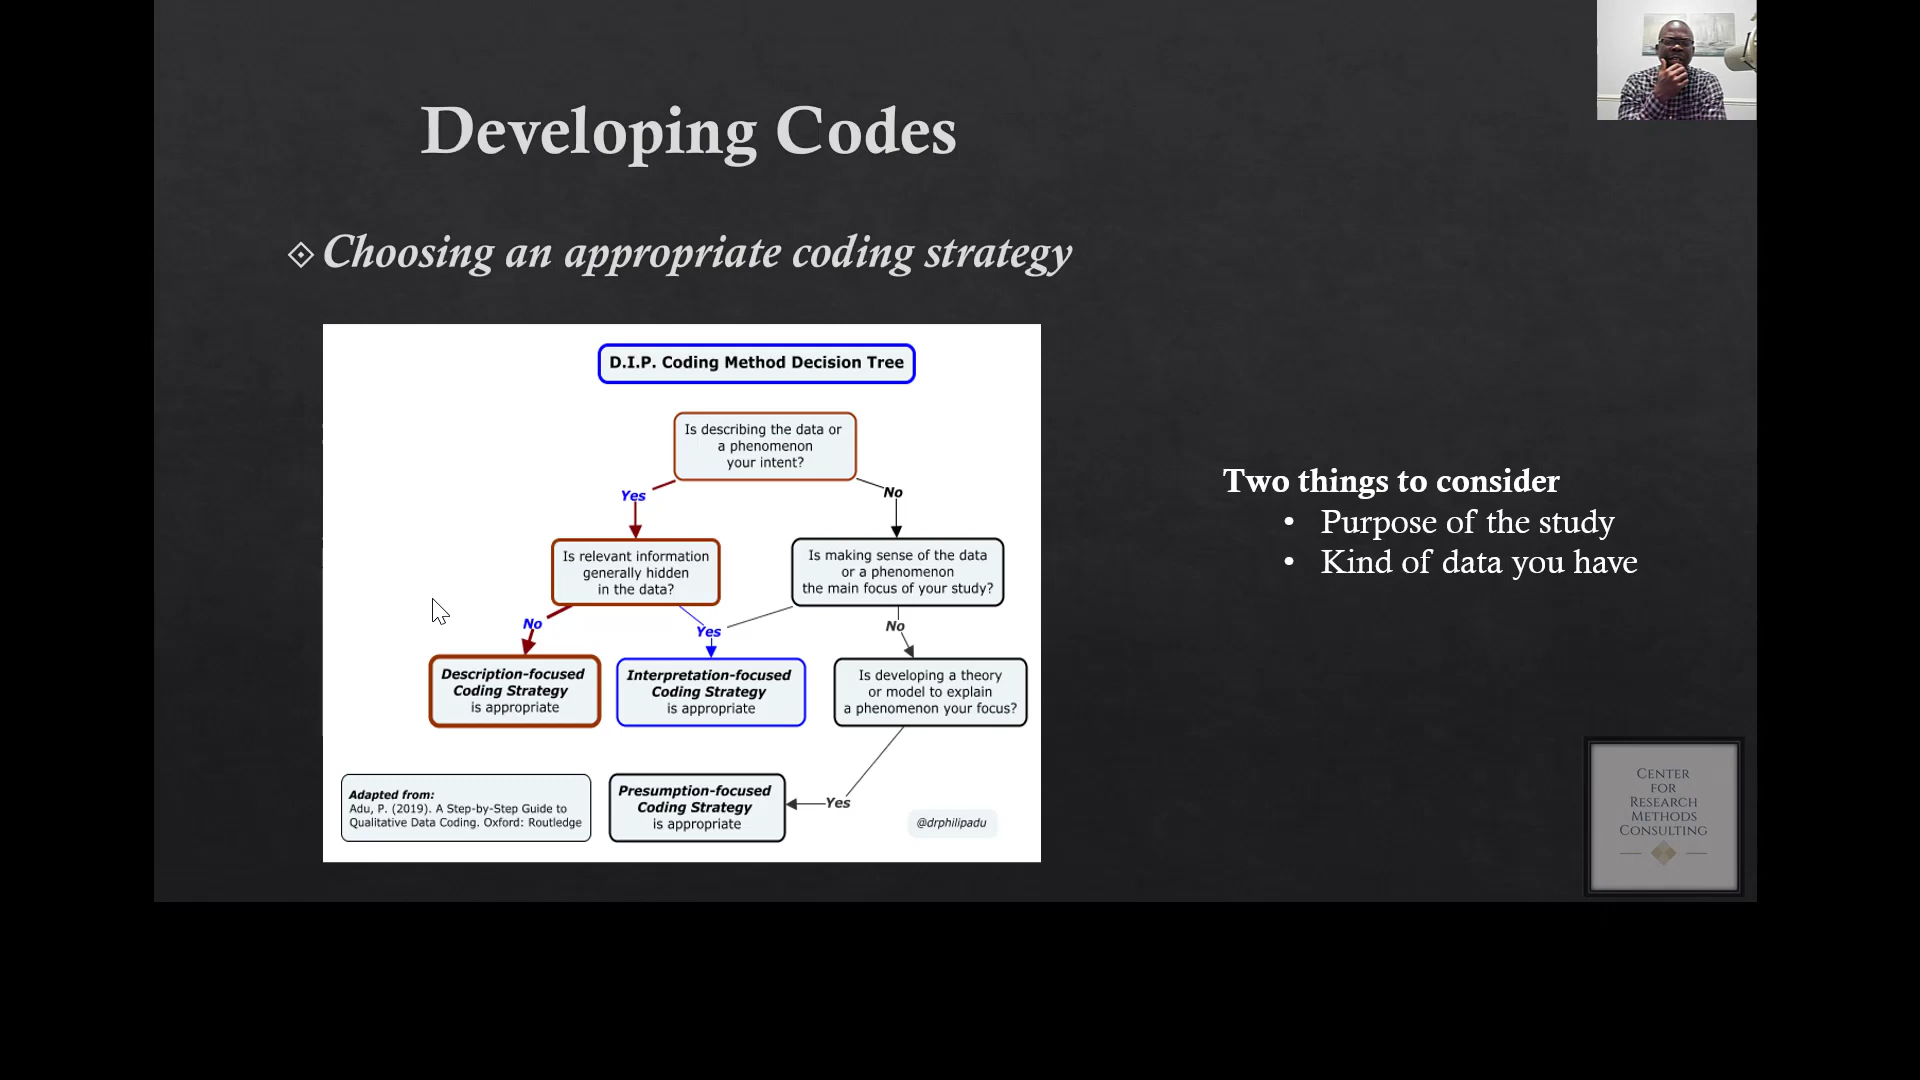 Developing Codes
Choosing an appropriate coding strategy
D.I.P. Coding Method Decision Tree
Is describing the data or
a phenomenon
your intent?
Yes
No
Is relevant information
generally hidden
in the data?
Is making sense of the data
or a phenomenon
the main focus of your study?
No
Yes
No
Description-focused
Coding Strategy
is appropriate
Interpretation-focused
Coding Strategy
is appropriate
Is developing a theory
or model to explain
a phenomenon your focus?
Adapted from:
Adu, P. (2019). A Step-by-Step Guide to
Qualitative Data Coding. Oxford: Routledge
Presumption-focused
Coding Strategy
is appropriate
Yes
@drphilipadu
Two things to consider
• Purpose of the study
• Kind of data you have
CENTER
FOR
RESEARCH
METHODS
CONSULTING